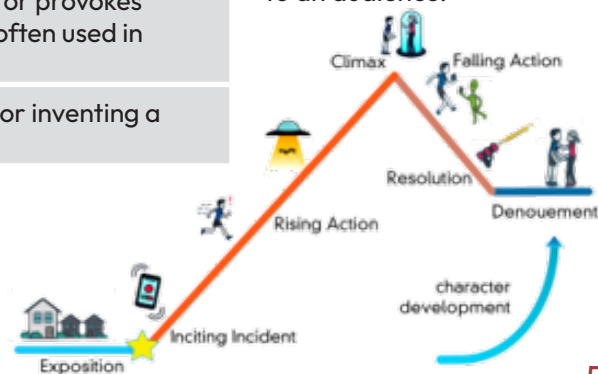 or provokes
often used in
or inventing a
to an audience.
Climax
Falling Action
Resolution
Denouement
Rising Action
character
development
Inciting Incident
Exposition